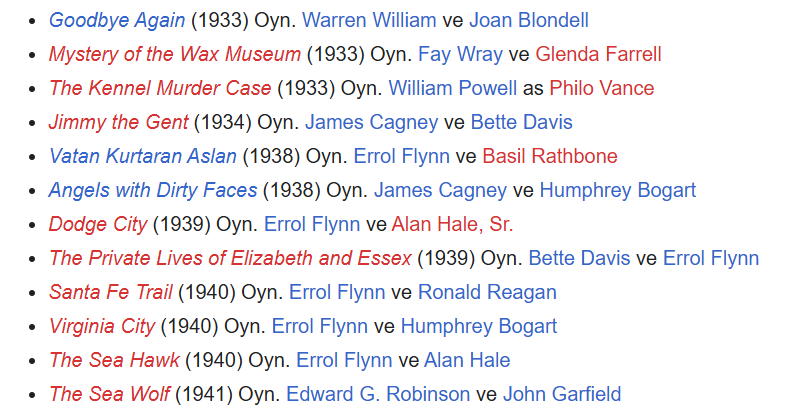 Goodbye Again (1933) Oyn. Warren William ve Joan Blondell
Mystery of the Wax Museum (1933) Oyn. Fay Wray ve Glenda Farrell
The Kennel Murder Case (1933) Oyn. William Powell as Philo Vance
Jimmy the Gent (1934) Oyn. James Cagney ve Bette Davis
Vatan Kurtaran Aslan (1938) Oyn. Errol Flynn ve Basil Rathbone
Angels with Dirty Faces (1938) Oyn. James Cagney ve Humphrey Bogart
Dodge City (1939) Oyn. Errol Flynn ve Alan Hale, Sr.
The Private Lives of Elizabeth and Essex (1939) Oyn. Bette Davis ve Errol Flynn
Santa Fe Trail (1940) Oyn. Errol Flynn ve Ronald Reagan
Virginia City (1940) Oyn. Errol Flynn ve Humphrey Bogart
The Sea Hawk (1940) Oyn. Errol Flynn ve Alan Hale
The Sea Wolf (1941) Oyn. Edward G. Robinson ve John Garfield